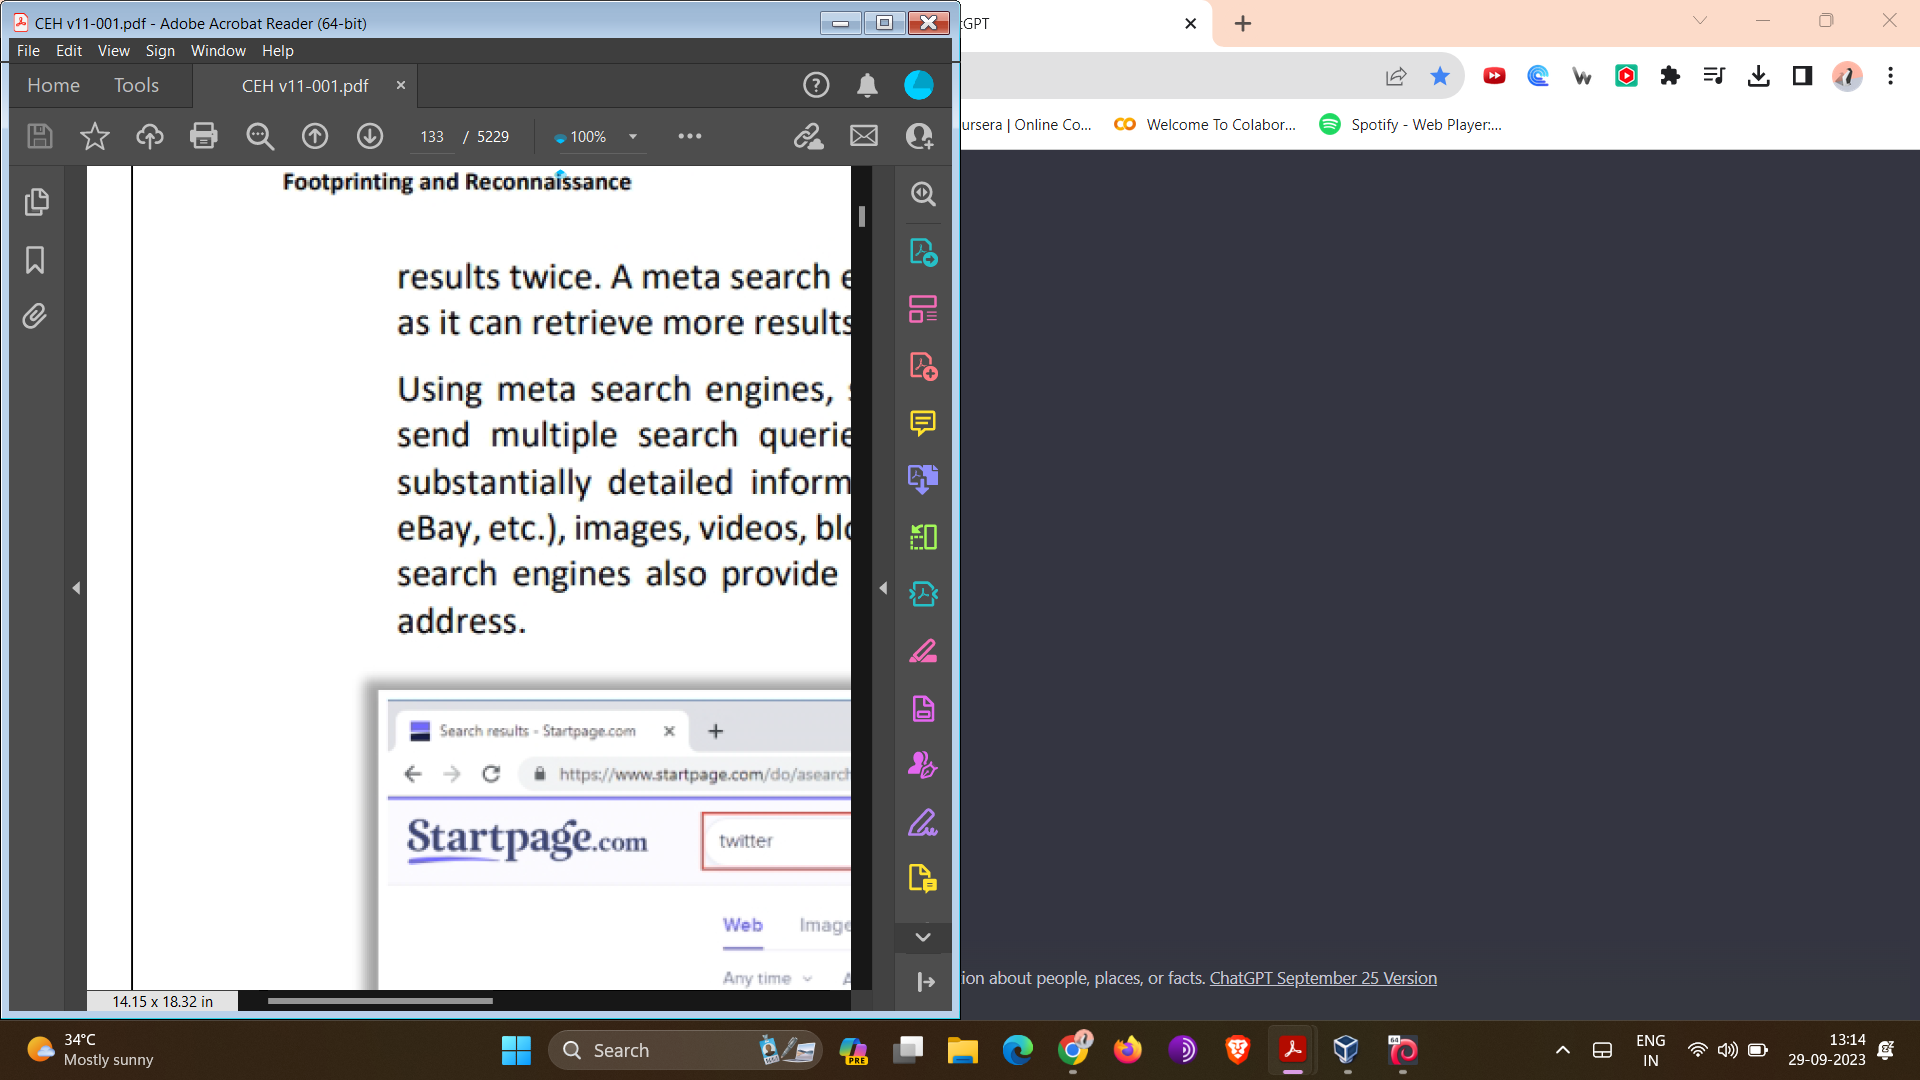 CEH v11-001.pdf - Adobe Acrobat Reader (64-bit)
File Edit View Sign Window Help
Home Tools CEH v11-001.pdf
133 / 5229 100%
Footprinting and Reconnaissance
results twice. A meta search e
as it can retrieve more results
Using meta search engines, s
send multiple search querie
substantially detailed inform
eBay, etc.), images, videos, blo
search engines also provide
address.
Search results - Startpage.com
https://www.startpage.com/do/asearch
Startpage.com
twitter
Web Image
Any time A
14.15 x 18.32 in
GPT
ursera | Online Co... Welcome To Colabor... Spotify - Web Player:...
ion about people, places, or facts. ChatGPT September 25 Version
34°C
Mostly sunny
Search
PRE
64
ENG
IN
13:14
29-09-2023